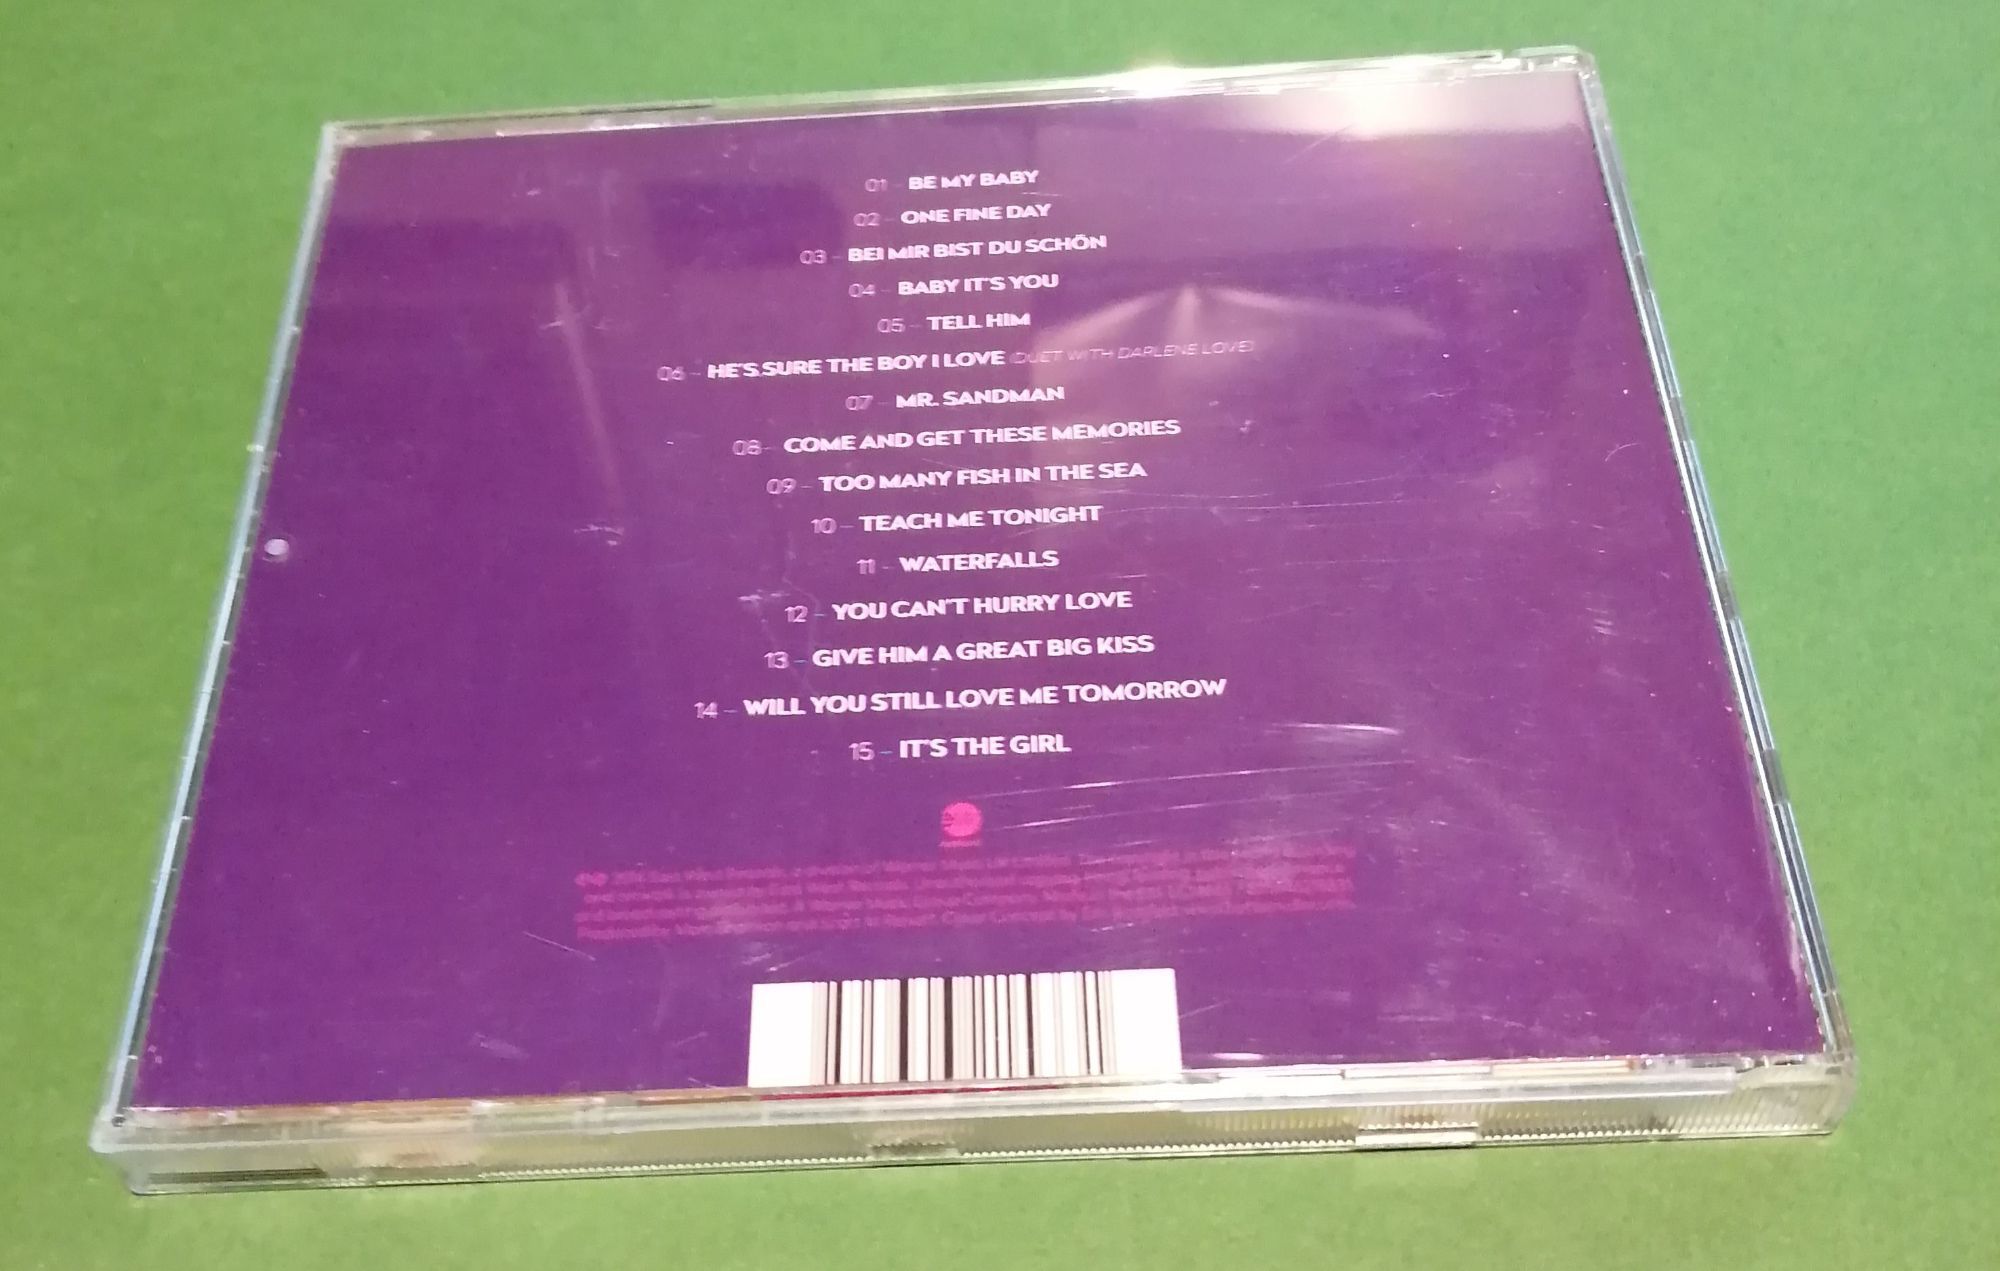 01 - BE MY BABY
02 - ONE FINE DAY
03 - BEI MIR BIST DU SCHÖN
04 - BABY IT'S YOU
05 - TELL HIM
06 - HE'S SURE THE BOY I LOVE (DUET WITH DARLENE LOVE)
07 - MR. SANDMAN
08 - COME AND GET THESE MEMORIES
09 - TOO MANY FISH IN THE SEA
10 - TEACH ME TONIGHT
11 - WATERFALLS
12 - YOU CAN'T HURRY LOVE
13 - GIVE HIM A GREAT BIG KISS
14 - WILL YOU STILL LOVE ME TOMORROW
15 - IT'S THE GIRL